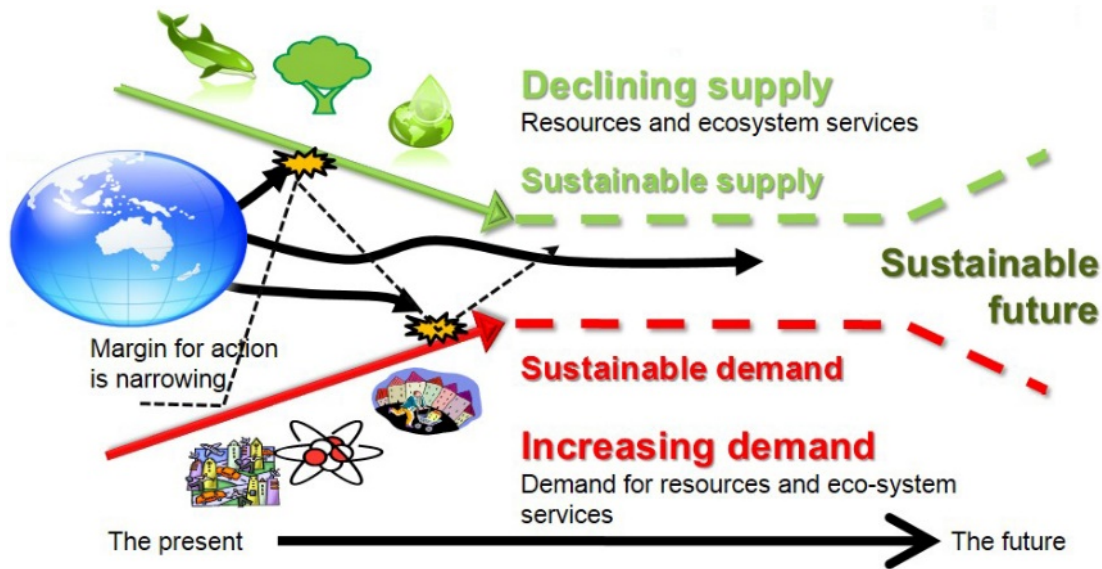 Declining supply
Resources and ecosystem services
Sustainable supply
Sustainable
future
Margin for action
is narrowing
Sustainable demand
Increasing demand
Demand for resources and eco-system
services
The present
The future